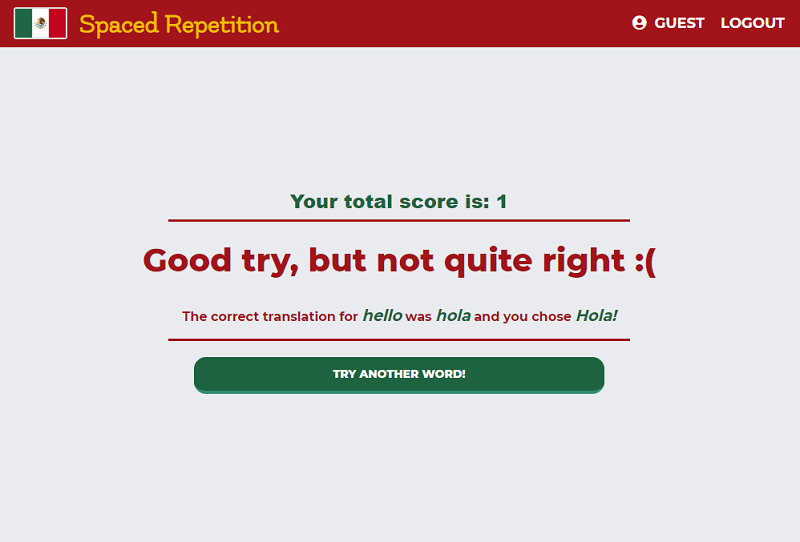 Spaced Repetition
GUEST LOGOUT
Your total score is: 1
Good try, but not quite right :(
The correct translation for hello was hola and you chose Hola!
TRY ANOTHER WORD!